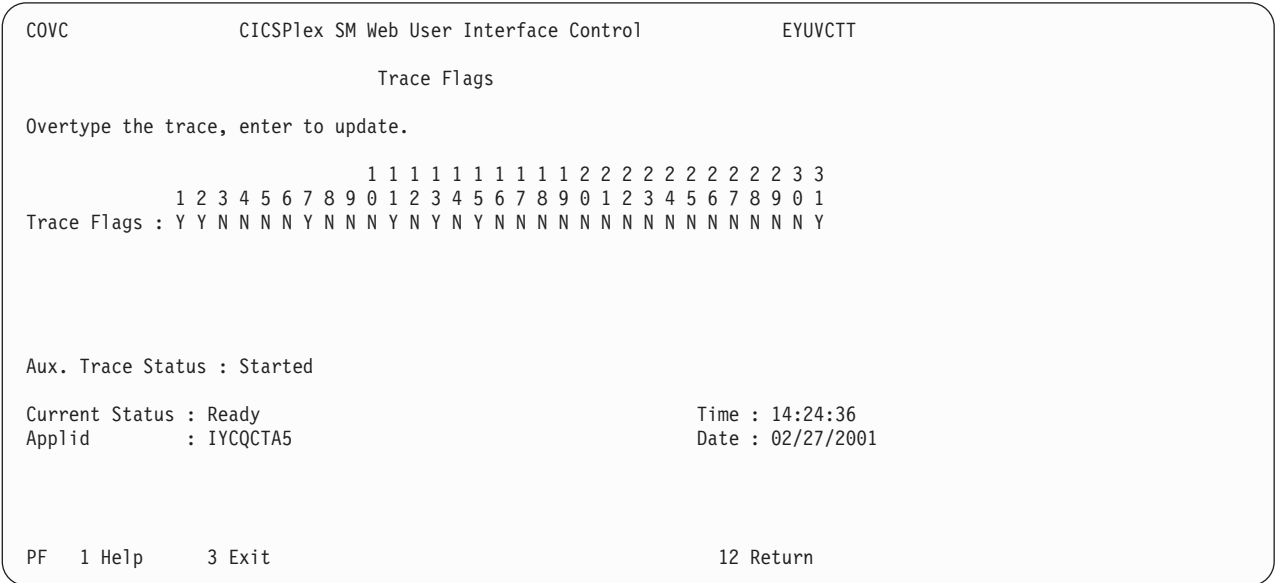 COVC CICSPlex SM Web User Interface Control EYUVCTT
Trace Flags
Overtype the trace, enter to update.
1 1 1 1 1 1 1 1 1 1 2 2 2 2 2 2 2 2 2 2 3 3
1 2 3 4 5 6 7 8 9 0 1 2 3 4 5 6 7 8 9 0 1 2 3 4 5 6 7 8 9 0 1
Trace Flags : Y Y N N N N Y N N N Y N Y N Y N N N N N N N N N N N N N N N Y
Aux. Trace Status : Started
Current Status : Ready Time : 14:24:36
Applid : IYCQCTA5 Date : 02/27/2001
PF 1 Help 3 Exit 12 Return